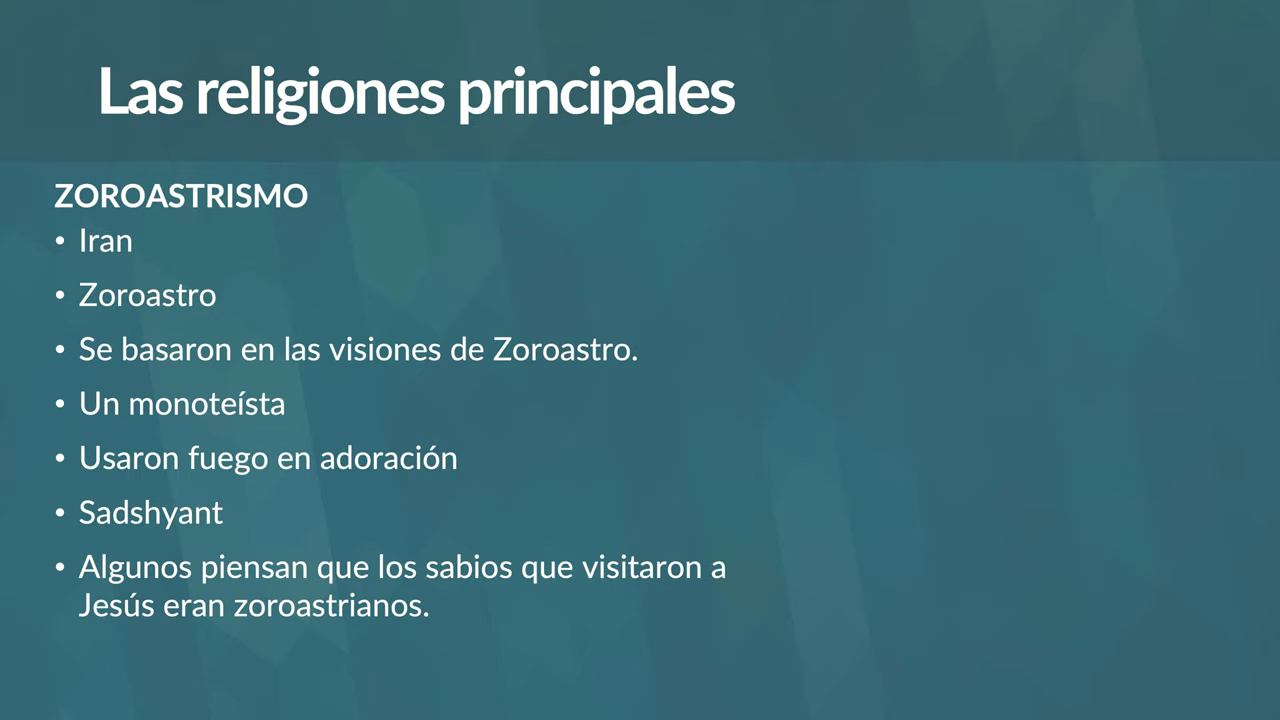 Las religiones principales
ZOROASTRISMO
• Iran
• Zoroastro
• Se basaron en las visiones de Zoroastro.
• Un monoteísta
• Usaron fuego en adoración
• Sadshyant
• Algunos piensan que los sabios que visitaron a
Jesús eran zoroastrianos.